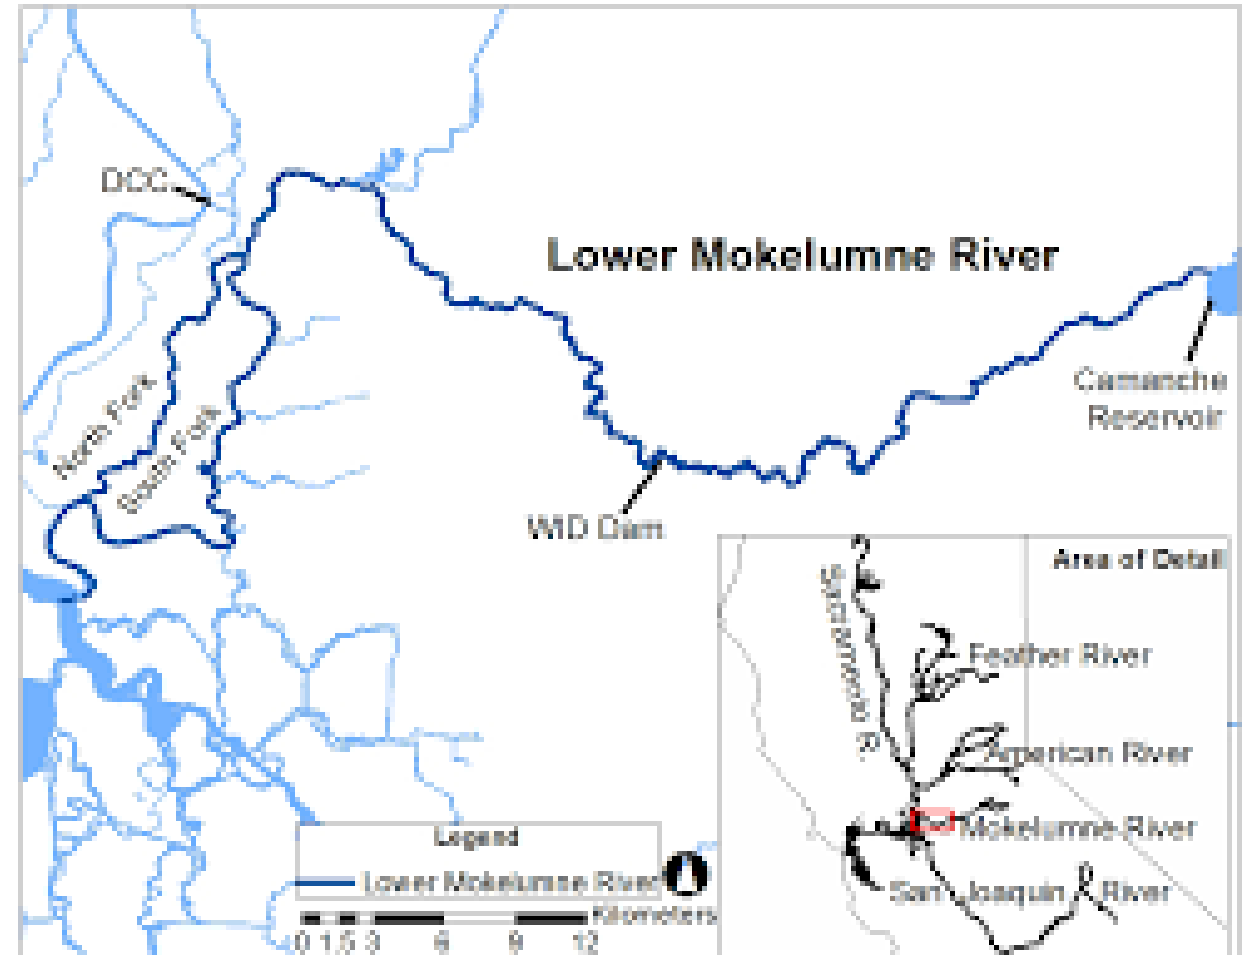 DCC
Lower Mokelumne River
Camanche
Reservoir
North Fork
South Fork
WID Dam
Area of Detail
Sacramento R.
Feather River
American River
Mokelumne River
San Joaquin River
Legend
Lower Mokelumne River
Kilometers
0 1.5 3 6 9 12